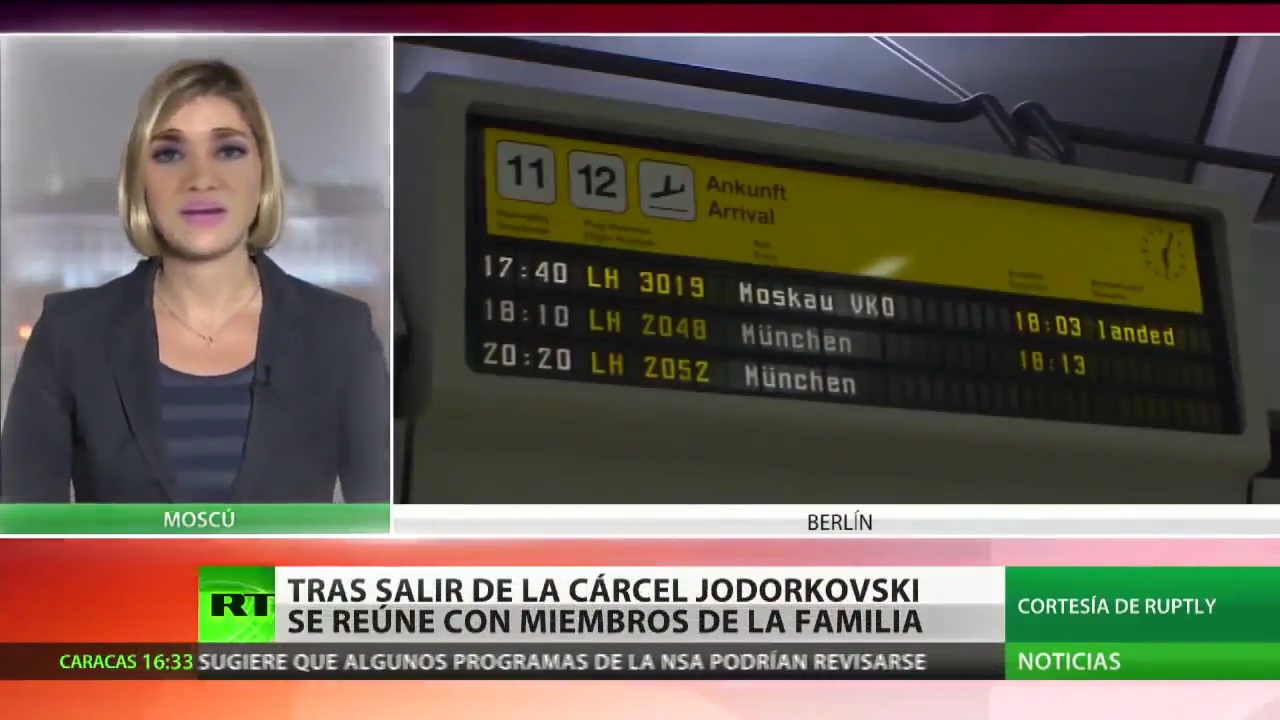 11 12 Ankunft
Arrival
17:40 LH 3019 Moskau VKO 18:03 landed
18:10 LH 2048 München 18:13
20:20 LH 2052 München
MOSCÚ
BERLÍN
RT
TRAS SALIR DE LA CÁRCEL JODORKOVSKI
SE REÚNE CON MIEMBROS DE LA FAMILIA
CORTESÍA DE RUPTLY
CARACAS 16:33 SUGIERE QUE ALGUNOS PROGRAMAS DE LA NSA PODRÍAN REVISARSE
NOTICIAS